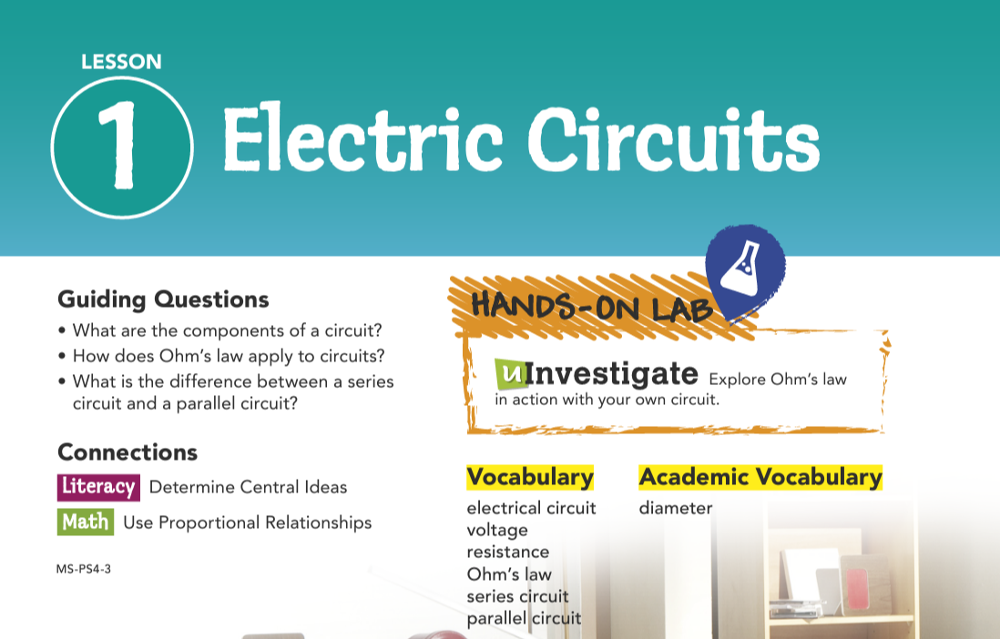 LESSON
1 Electric Circuits
Guiding Questions
• What are the components of a circuit?
• How does Ohm's law apply to circuits?
• What is the difference between a series
circuit and a parallel circuit?
Connections
Literacy Determine Central Ideas
Math Use Proportional Relationships
MS-PS4-3
HANDS-ON LAB
uInvestigate Explore Ohm's law
in action with your own circuit.
Vocabulary
electrical circuit
voltage
resistance
Ohm's law
series circuit
parallel circuit
Academic Vocabulary
diameter